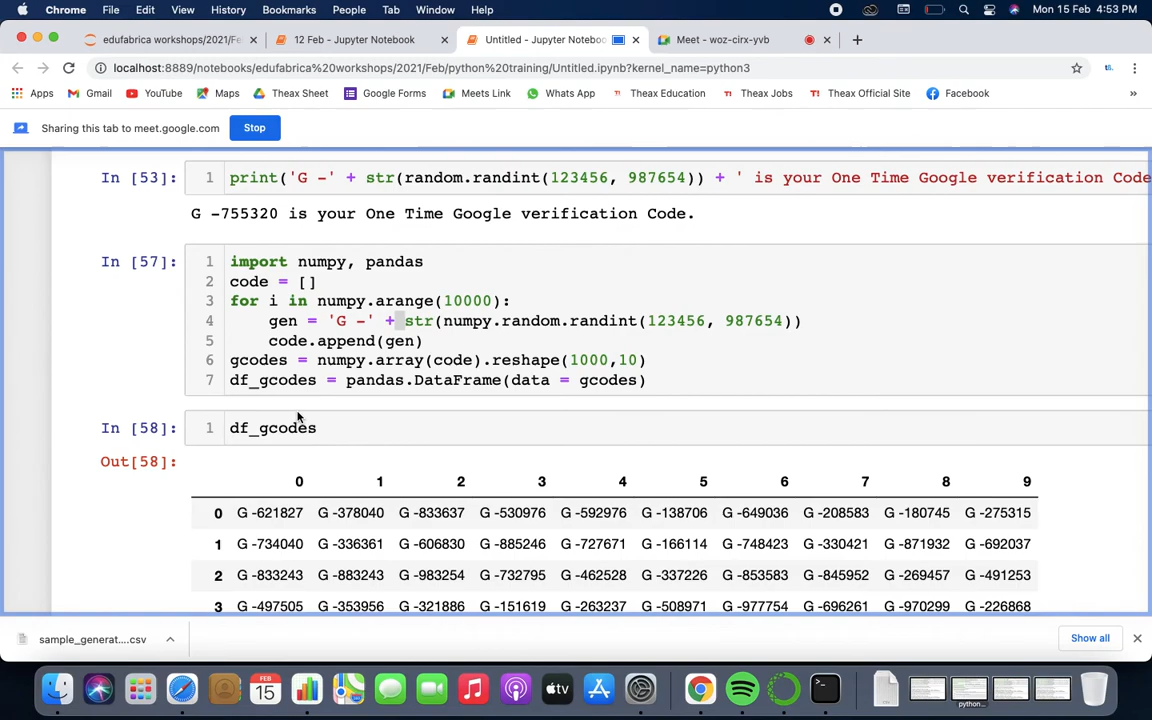 Chrome File Edit View History Bookmarks People Tab Window Help Mon 15 Feb 4:53 PM
edufabrica workshops/2021/Fe 12 Feb - Jupyter Notebook Untitled - Jupyter Noteboo Meet - woz-cirx-yvb
localhost:8889/notebooks/edufabrica%20workshops/2021/Feb/python%20training/Untitled.ipynb?kernel_name=python3
Apps Gmail YouTube Maps Theax Sheet Google Forms Meets Link Whats App Theax Education Theax Jobs Theax Official Site Facebook »
Sharing this tab to meet.google.com Stop
In [53]: 1 print('G -' + str(random.randint(123456, 987654)) + ' is your One Time Google verification Code
G -755320 is your One Time Google verification Code.
In [57]: 1 import numpy, pandas
2 code = []
3 for i in numpy.arange(10000):
4 gen = 'G -' + str(numpy.random.randint(123456, 987654))
5 code.append(gen)
6 gcodes = numpy.array(code).reshape(1000,10)
7 df_gcodes = pandas.DataFrame(data = gcodes)
In [58]: 1 df_gcodes
Out[58]:
0 1 2 3 4 5 6 7 8 9
0 G -621827 G -378040 G -833637 G -530976 G -592976 G -138706 G -649036 G -208583 G -180745 G -275315
1 G -734040 G -336361 G -606830 G -885246 G -727671 G -166114 G -748423 G -330421 G -871932 G -692037
2 G -833243 G -883243 G -983254 G -732795 G -462528 G -337226 G -853583 G -845952 G -269457 G -491253
3 G -497505 G -353956 G -321886 G -151619 G -263237 G -508971 G -977754 G -696261 G -970299 G -226868
sample_generat....csv Show all
FEB
15
tv
python...